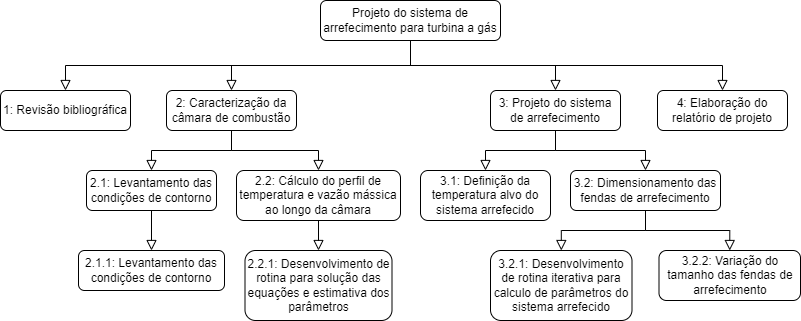 Projeto do sistema de
arrefecimento para turbina a gás
1: Revisão bibliográfica
2: Caracterização da
câmara de combustão
3: Projeto do sistema
de arrefecimento
4: Elaboração do
relatório de projeto
2.1: Levantamento das
condições de contorno
2.2: Cálculo do perfil de
temperatura e vazão mássica
ao longo da câmara
3.1: Definição da
temperatura alvo do
sistema arrefecido
3.2: Dimensionamento das
fendas de arrefecimento
2.1.1: Levantamento das
condições de contorno
2.2.1: Desenvolvimento de
rotina para solução das
equações e estimativa dos
parâmetros
3.2.1: Desenvolvimento
de rotina iterativa para
calculo de parâmetros do
sistema arrefecido
3.2.2: Variação do
tamanho das fendas de
arrefecimento